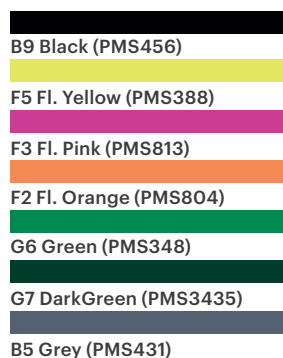 B9 Black (PMS456)
F5 Fl. Yellow (PMS388)
F3 Fl. Pink (PMS813)
F2 Fl. Orange (PMS804)
G6 Green (PMS348)
G7 DarkGreen (PMS3435)
B5 Grey (PMS431)